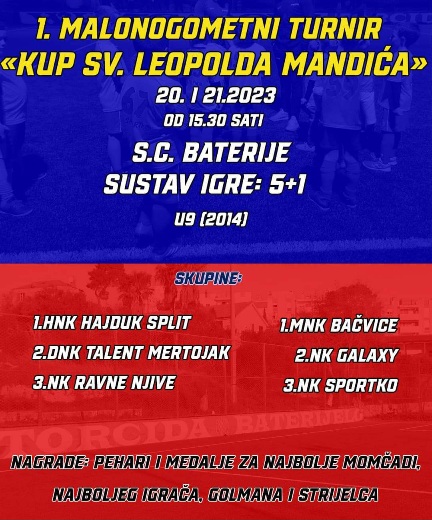 1. MALONOGOMETNI TURNIR
«KUP SV. LEOPOLDA MANDIĆA»
20. I 21.2023
OD 15.30 SATI
S.C. BATERIJE
SUSTAV IGRE: 5+1
U9 (2014)
SKUPINE:
1.HNK HAJDUK SPLIT
2.DNK TALENT MERTOJAK
3.NK RAVNE NJIVE
1.MNK BAČVICE
2.NK GALAXY
3.NK SPORTKO
TORCIDA BATERIJE
NAGRADE: PEHARI I MEDALJE ZA NAJBOLJE MOMČADI,
NAJBOLJEG IGRAČA, GOLMANA I STRIJELCA